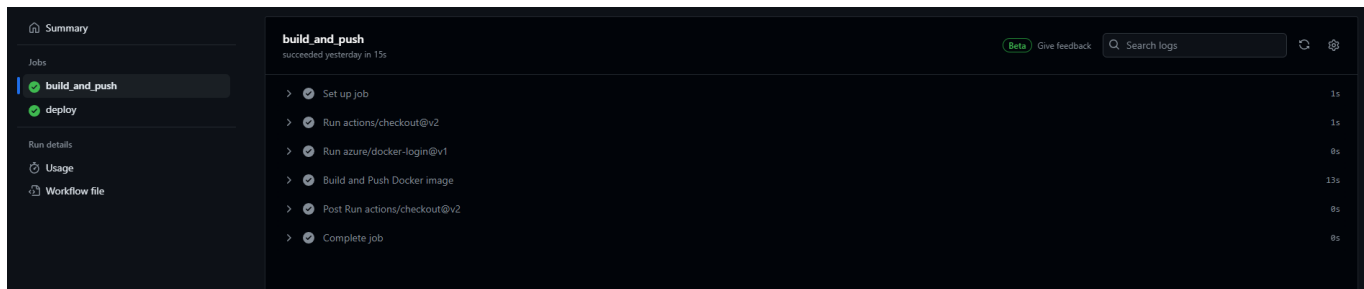 Summary
Jobs
build_and_push
deploy
Run details
Usage
Workflow file
build_and_push
succeeded yesterday in 15s
Beta Give feedback Search logs
Set up job 1s
Run actions/checkout@v2 1s
Run azure/docker-login@v1 0s
Build and Push Docker image 13s
Post Run actions/checkout@v2 0s
Complete job 0s